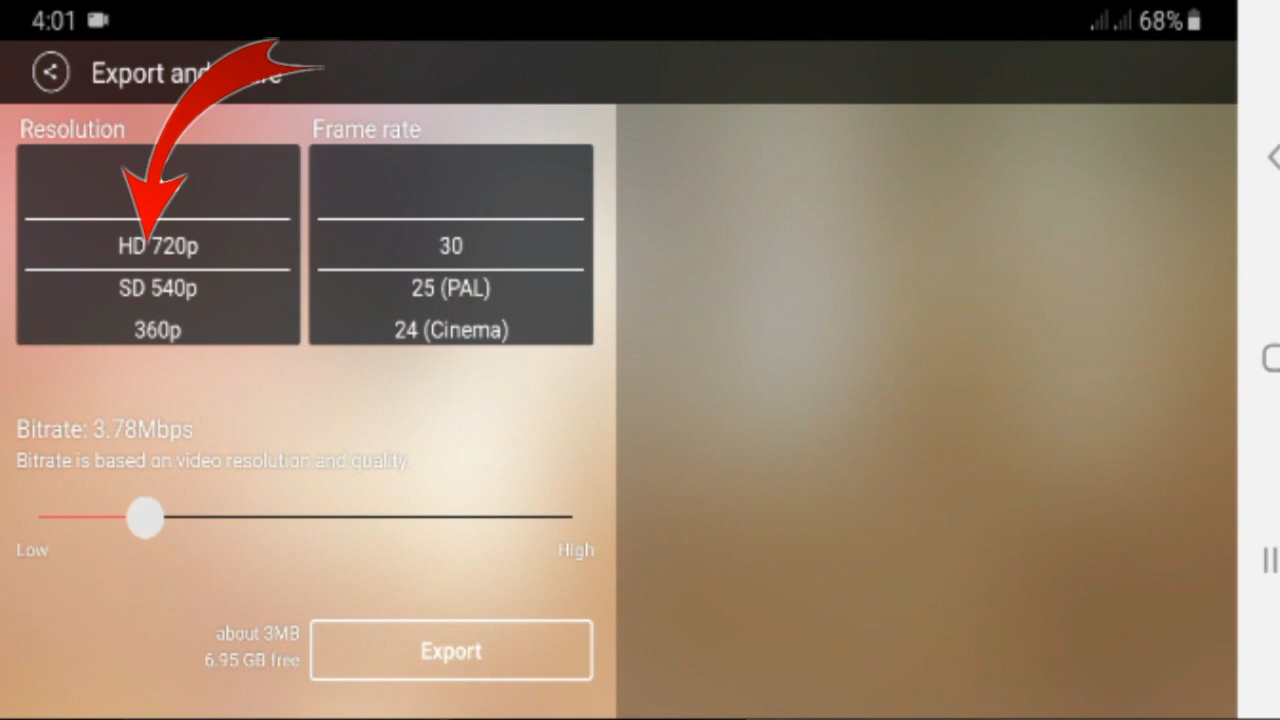 4:01
68%
Export and
Resolution
Frame rate
HD 720p
30
SD 540p
25 (PAL)
360p
24 (Cinema)
Bitrate: 3.78Mbps
Bitrate is based on video resolution and quality.
Low
High
about 3MB
6.95 GB free
Export